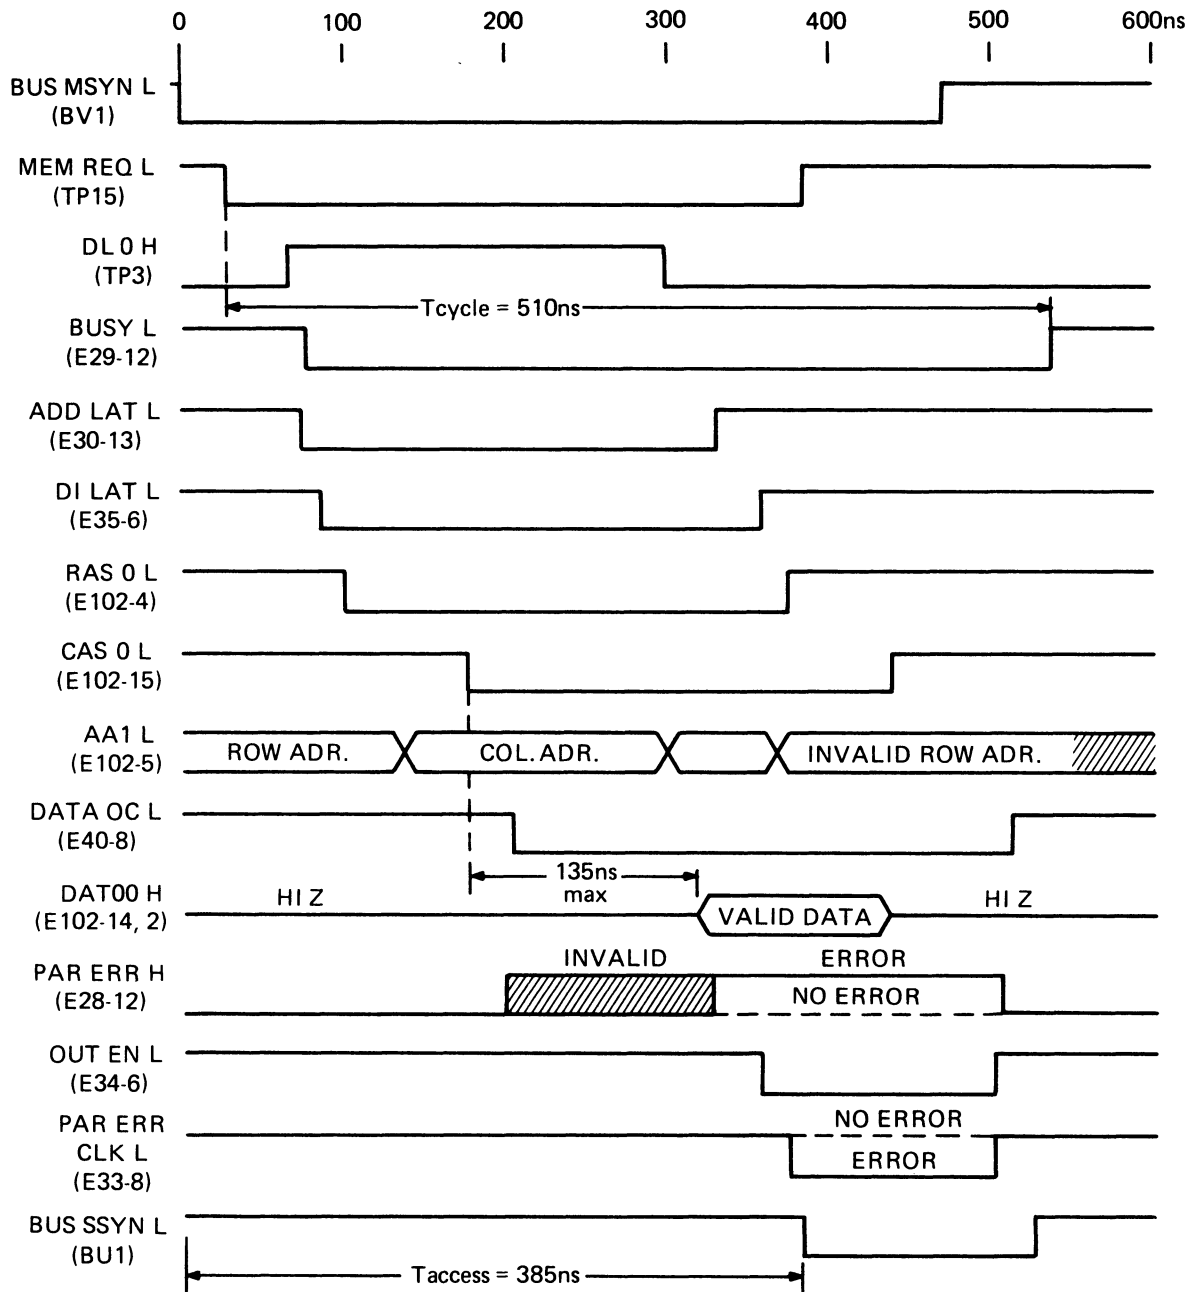 0 100 200 300 400 500 600ns
BUS MSYN L
(BV1)
MEM REQ L
(TP15)
DL 0 H
(TP3)
Tcycle = 510ns
BUSY L
(E29-12)
ADD LAT L
(E30-13)
DI LAT L
(E35-6)
RAS 0 L
(E102-4)
CAS 0 L
(E102-15)
AA1 L
(E102-5)
ROW ADR. COL. ADR. INVALID ROW ADR.
DATA OC L
(E40-8)
135ns
max
DAT00 H
(E102-14, 2)
HI Z VALID DATA HI Z
PAR ERR H
(E28-12)
INVALID ERROR
NO ERROR
OUT EN L
(E34-6)
PAR ERR
CLK L
(E33-8)
NO ERROR
ERROR
BUS SSYN L
(BU1)
Taccess = 385ns